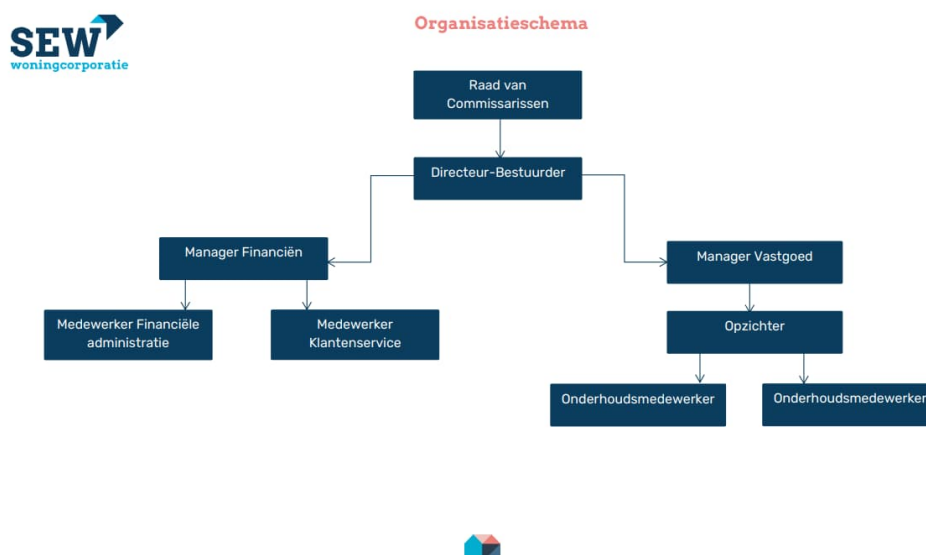 SEW
woningcorporatie
Organisatieschema
Raad van
Commissarissen
Directeur-Bestuurder
Manager Financiën
Manager Vastgoed
Medewerker Financiële
administratie
Medewerker
Klantenservice
Opzichter
Onderhoudsmedewerker
Onderhoudsmedewerker